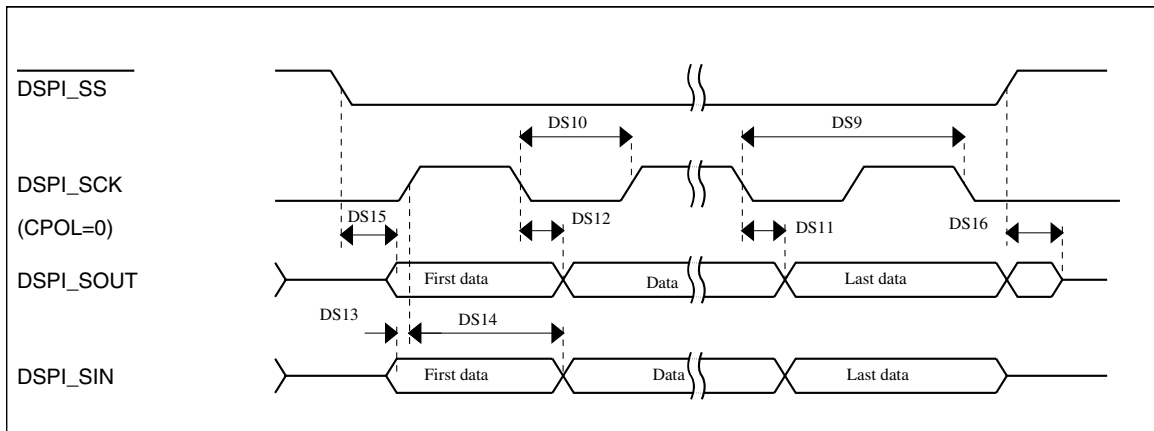 DSPI_SS
DS10
DS9
DSPI_SCK
(CPOL=0)
DS15
DS12
DS11
DS16
DSPI_SOUT
First data
Data
Last data
DS13
DS14
DSPI_SIN
First data
Data
Last data